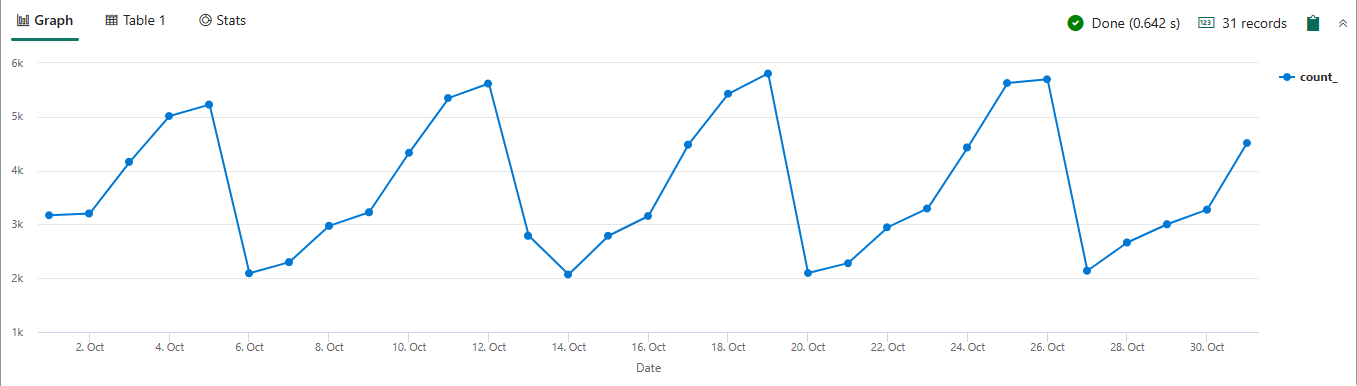 Graph Table 1 Stats Done (0.642 s) 123 31 records
6k
count_
5k
4k
3k
2k
1k
2. Oct 4. Oct 6. Oct 8. Oct 10. Oct 12. Oct 14. Oct 16. Oct 18. Oct 20. Oct 22. Oct 24. Oct 26. Oct 28. Oct 30. Oct
Date